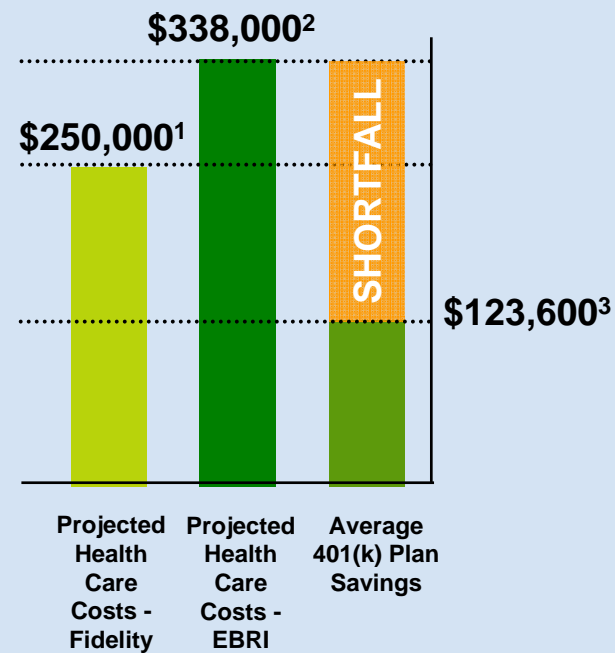 $338,000²
$250,000¹
SHORTFALL
$123,600³
Projected
Health
Care
Costs -
Fidelity
Projected
Health
Care
Costs -
EBRI
Average
401(k) Plan
Savings